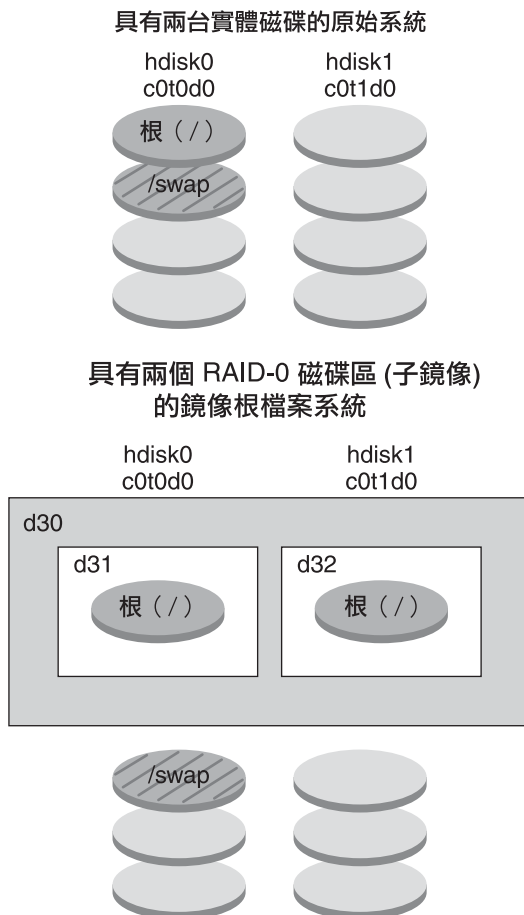 具有兩台實體磁碟的原始系統
hdisk0
c0t0d0
hdisk1
c0t1d0
根（/）
/swap
具有兩個 RAID-0 磁碟區 (子鏡像)
的鏡像根檔案系統
hdisk0
c0t0d0
hdisk1
c0t1d0
d30
d31
d32
根（/）
根（/）
/swap